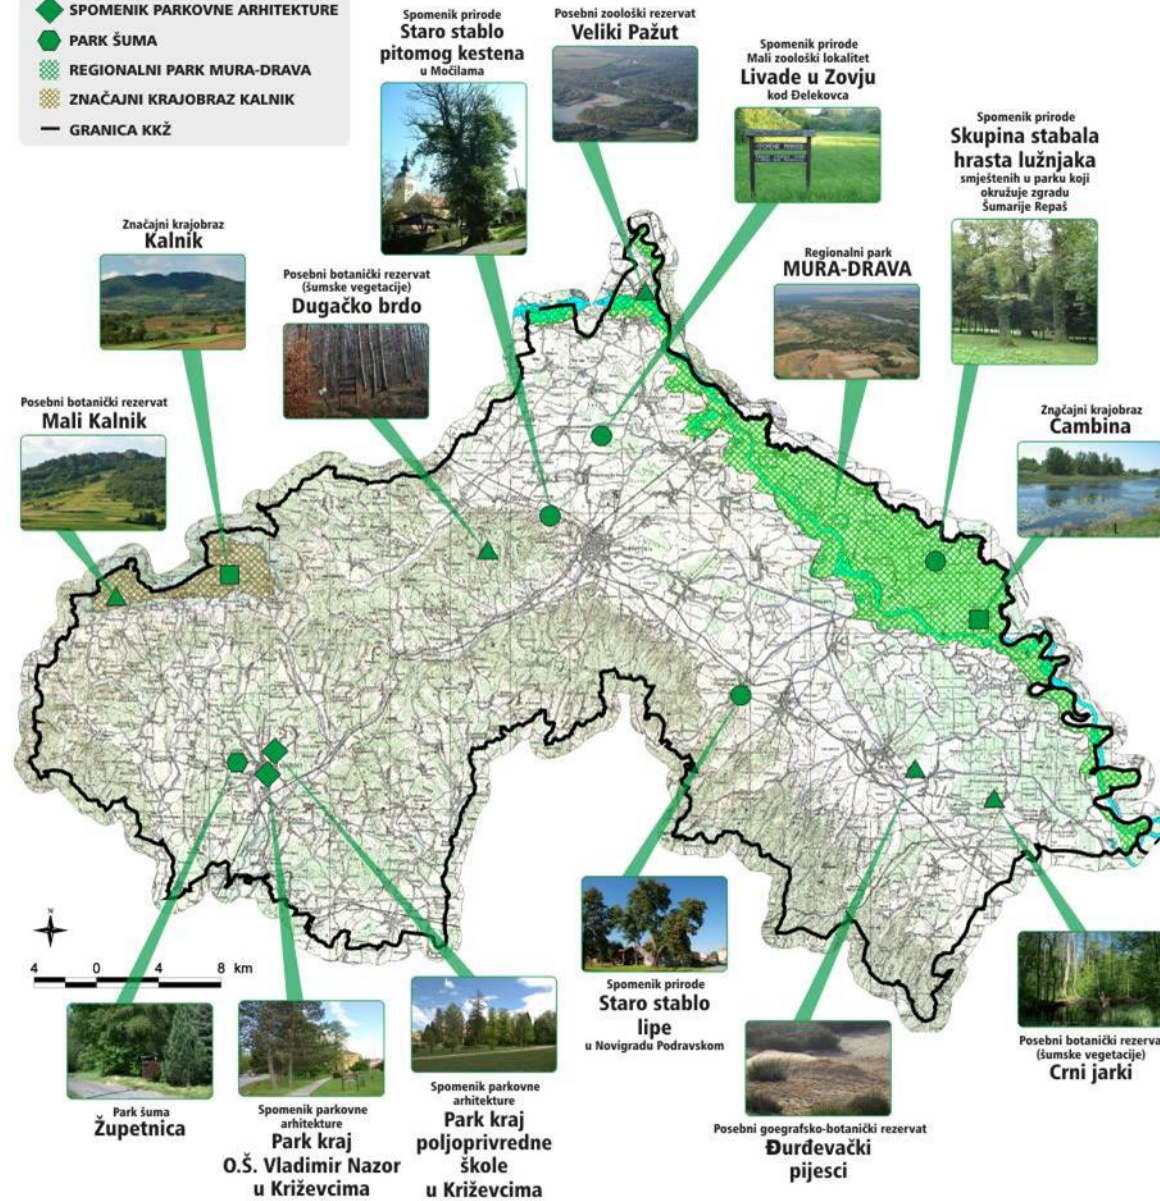 SPOMENIK PARKOVNE ARHITEKTURE
PARK ŠUMA
REGIONALNI PARK MURA-DRAVA
ZNAČAJNI KRAJOBRAZ KALNIK
GRANICA KKŽ
Spomenik prirode
Staro stablo
pitomog kestena
u Močilama
Posebni zoološki rezervat
Veliki Pažut
Spomenik prirode
Mali zoološki lokalitet
Livade u Zovju
kod Đelekovca
Spomenik prirode
Skupina stabala
hrasta lužnjaka
smještenih u parku koji
okružuje zgradu
Šumarije Repaš
Značajni krajobraz
Kalnik
Posebni botanički rezervat
(šumske vegetacije)
Dugačko brdo
Regionalni park
MURA-DRAVA
Posebni botanički rezervat
Mali Kalnik
Značajni krajobraz
Čambina
N
4 0 4 8 km
Park šuma
Župetnica
Spomenik parkovne
arhitekture
Park kraj
O.Š. Vladimir Nazor
u Križevcima
Spomenik parkovne
arhitekture
Park kraj
poljoprivredne
škole
u Križevcima
Spomenik prirode
Staro stablo
lipe
u Novigradu Podravskom
Posebni goegrafsko-botanički rezervat
Đurđevački
pijesci
Posebni botanički rezerva
(šumske vegetacije)
Crni jarki